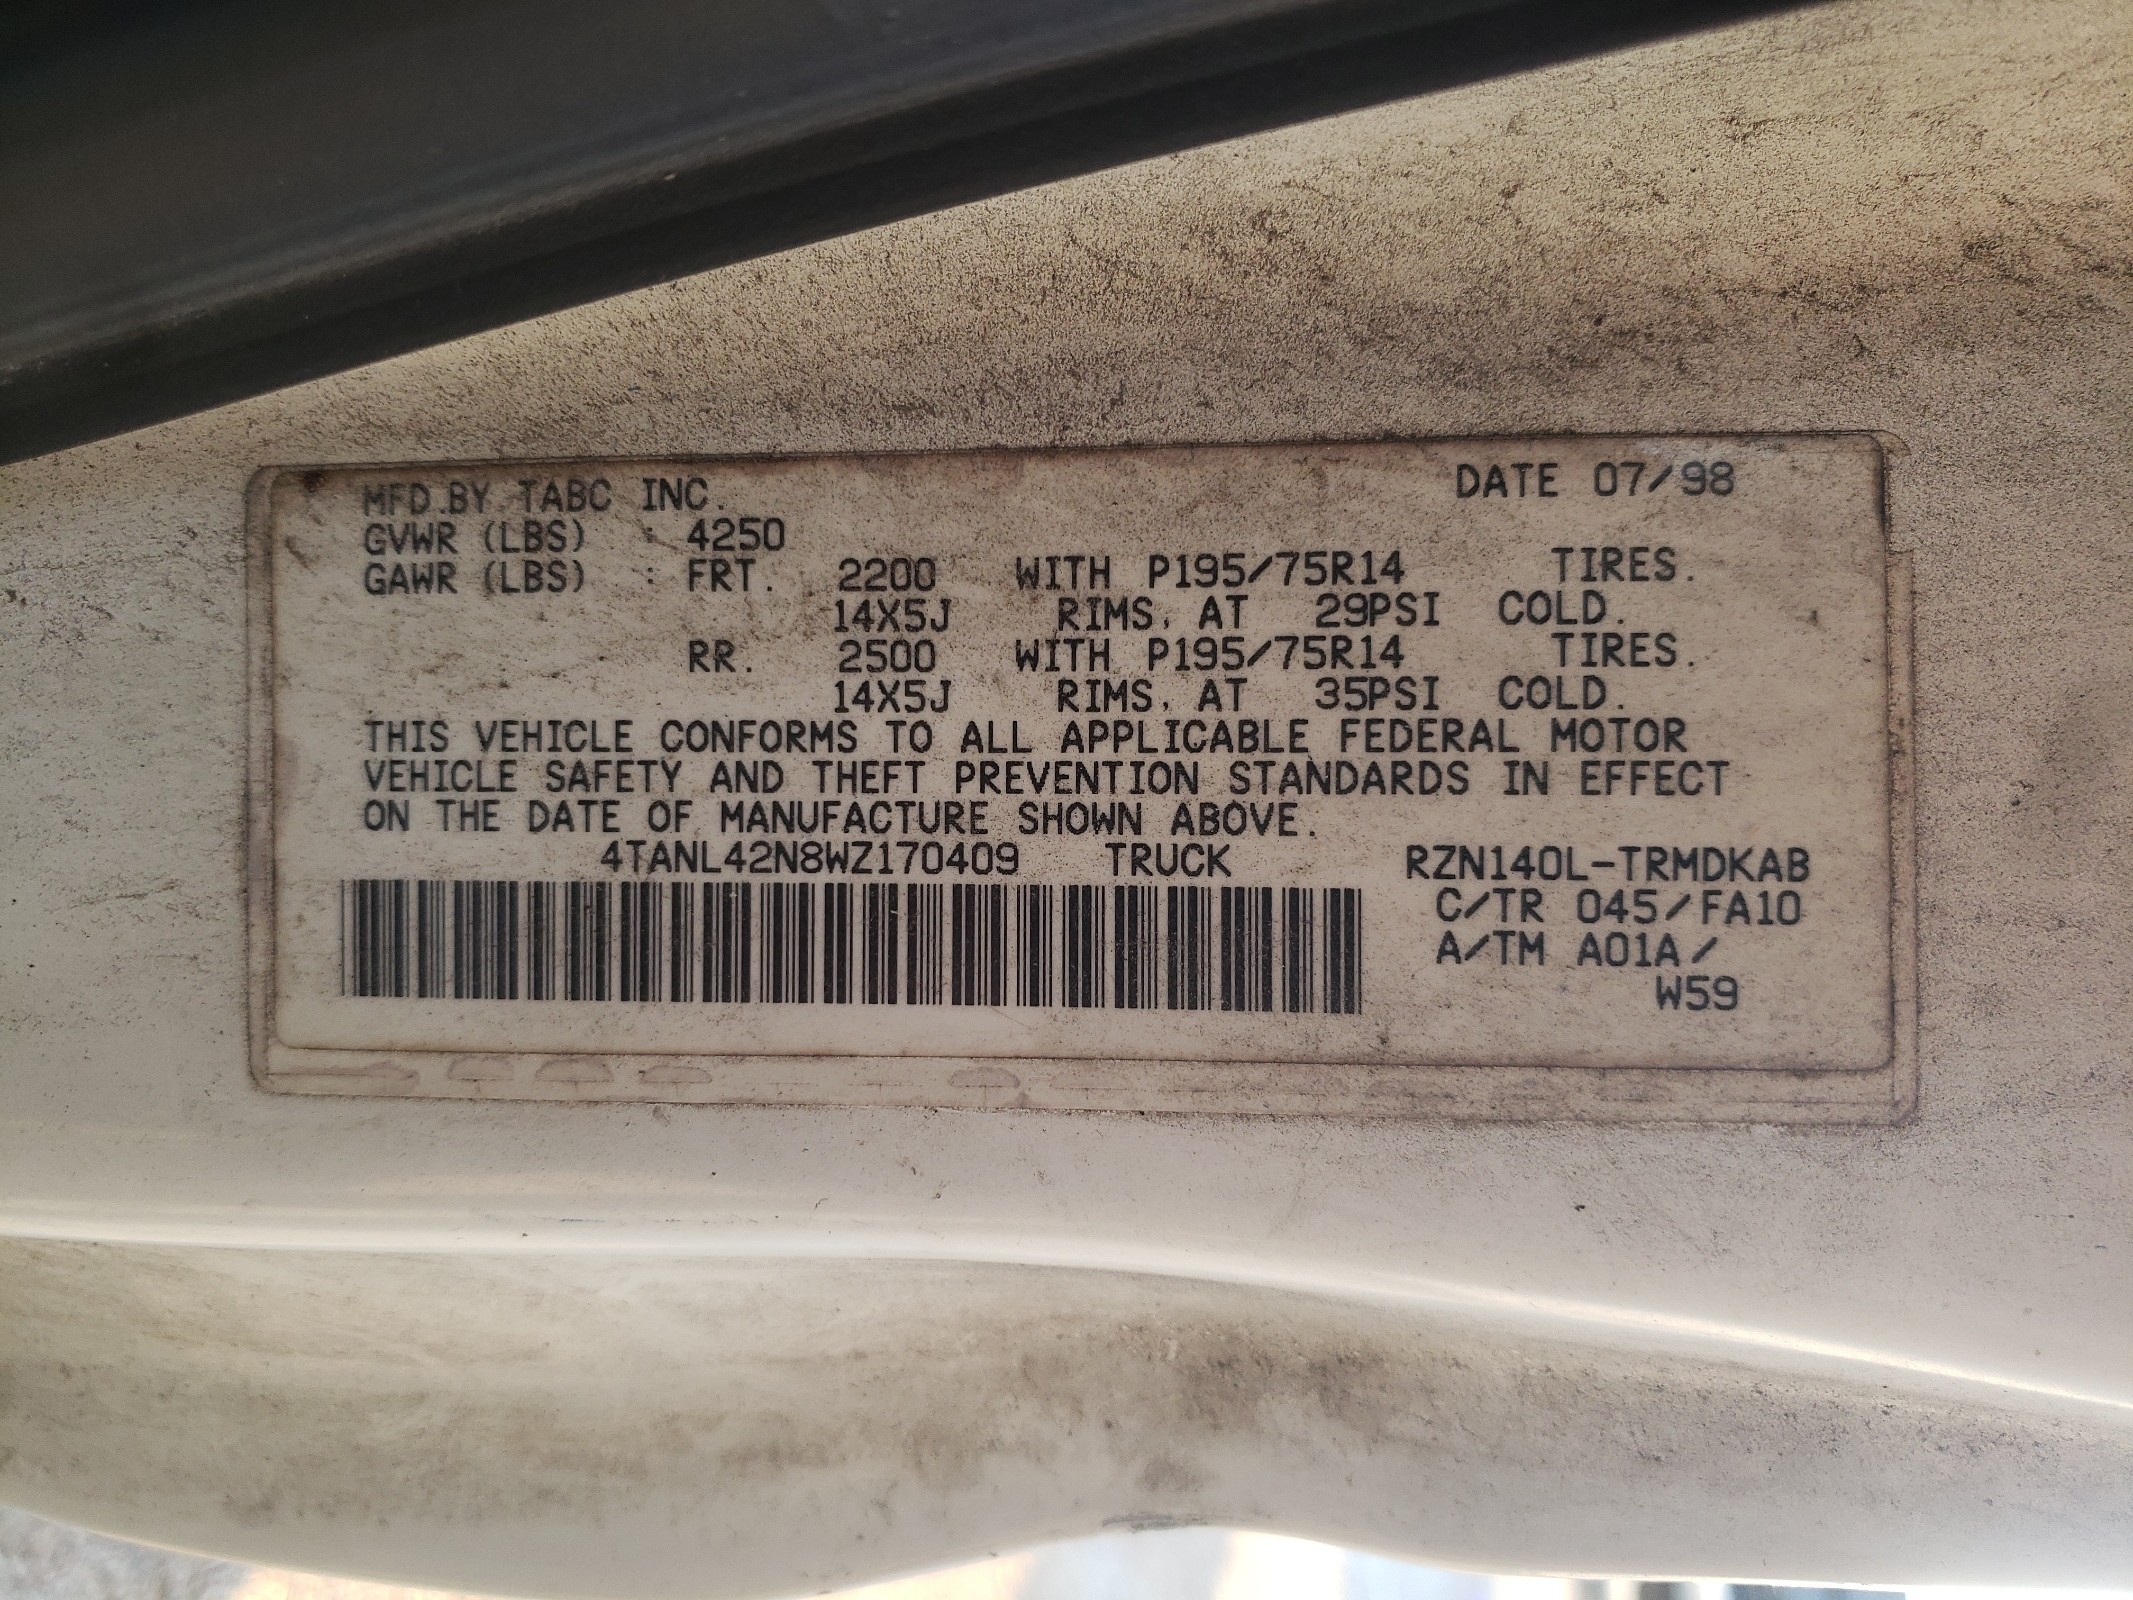 MFD.BY TABC INC. DATE 07/98
GVWR (LBS) : 4250
GAWR (LBS) : FRT. 2200 WITH P195/75R14 TIRES.
14X5J RIMS, AT 29PSI COLD.
RR. 2500 WITH P195/75R14 TIRES.
14X5J RIMS, AT 35PSI COLD.
THIS VEHICLE CONFORMS TO ALL APPLICABLE FEDERAL MOTOR
VEHICLE SAFETY AND THEFT PREVENTION STANDARDS IN EFFECT
ON THE DATE OF MANUFACTURE SHOWN ABOVE.
4TANL42N8WZ170409 TRUCK RZN140L-TRMDKAB
C/TR 045/FA10
A/TM A01A/
W59